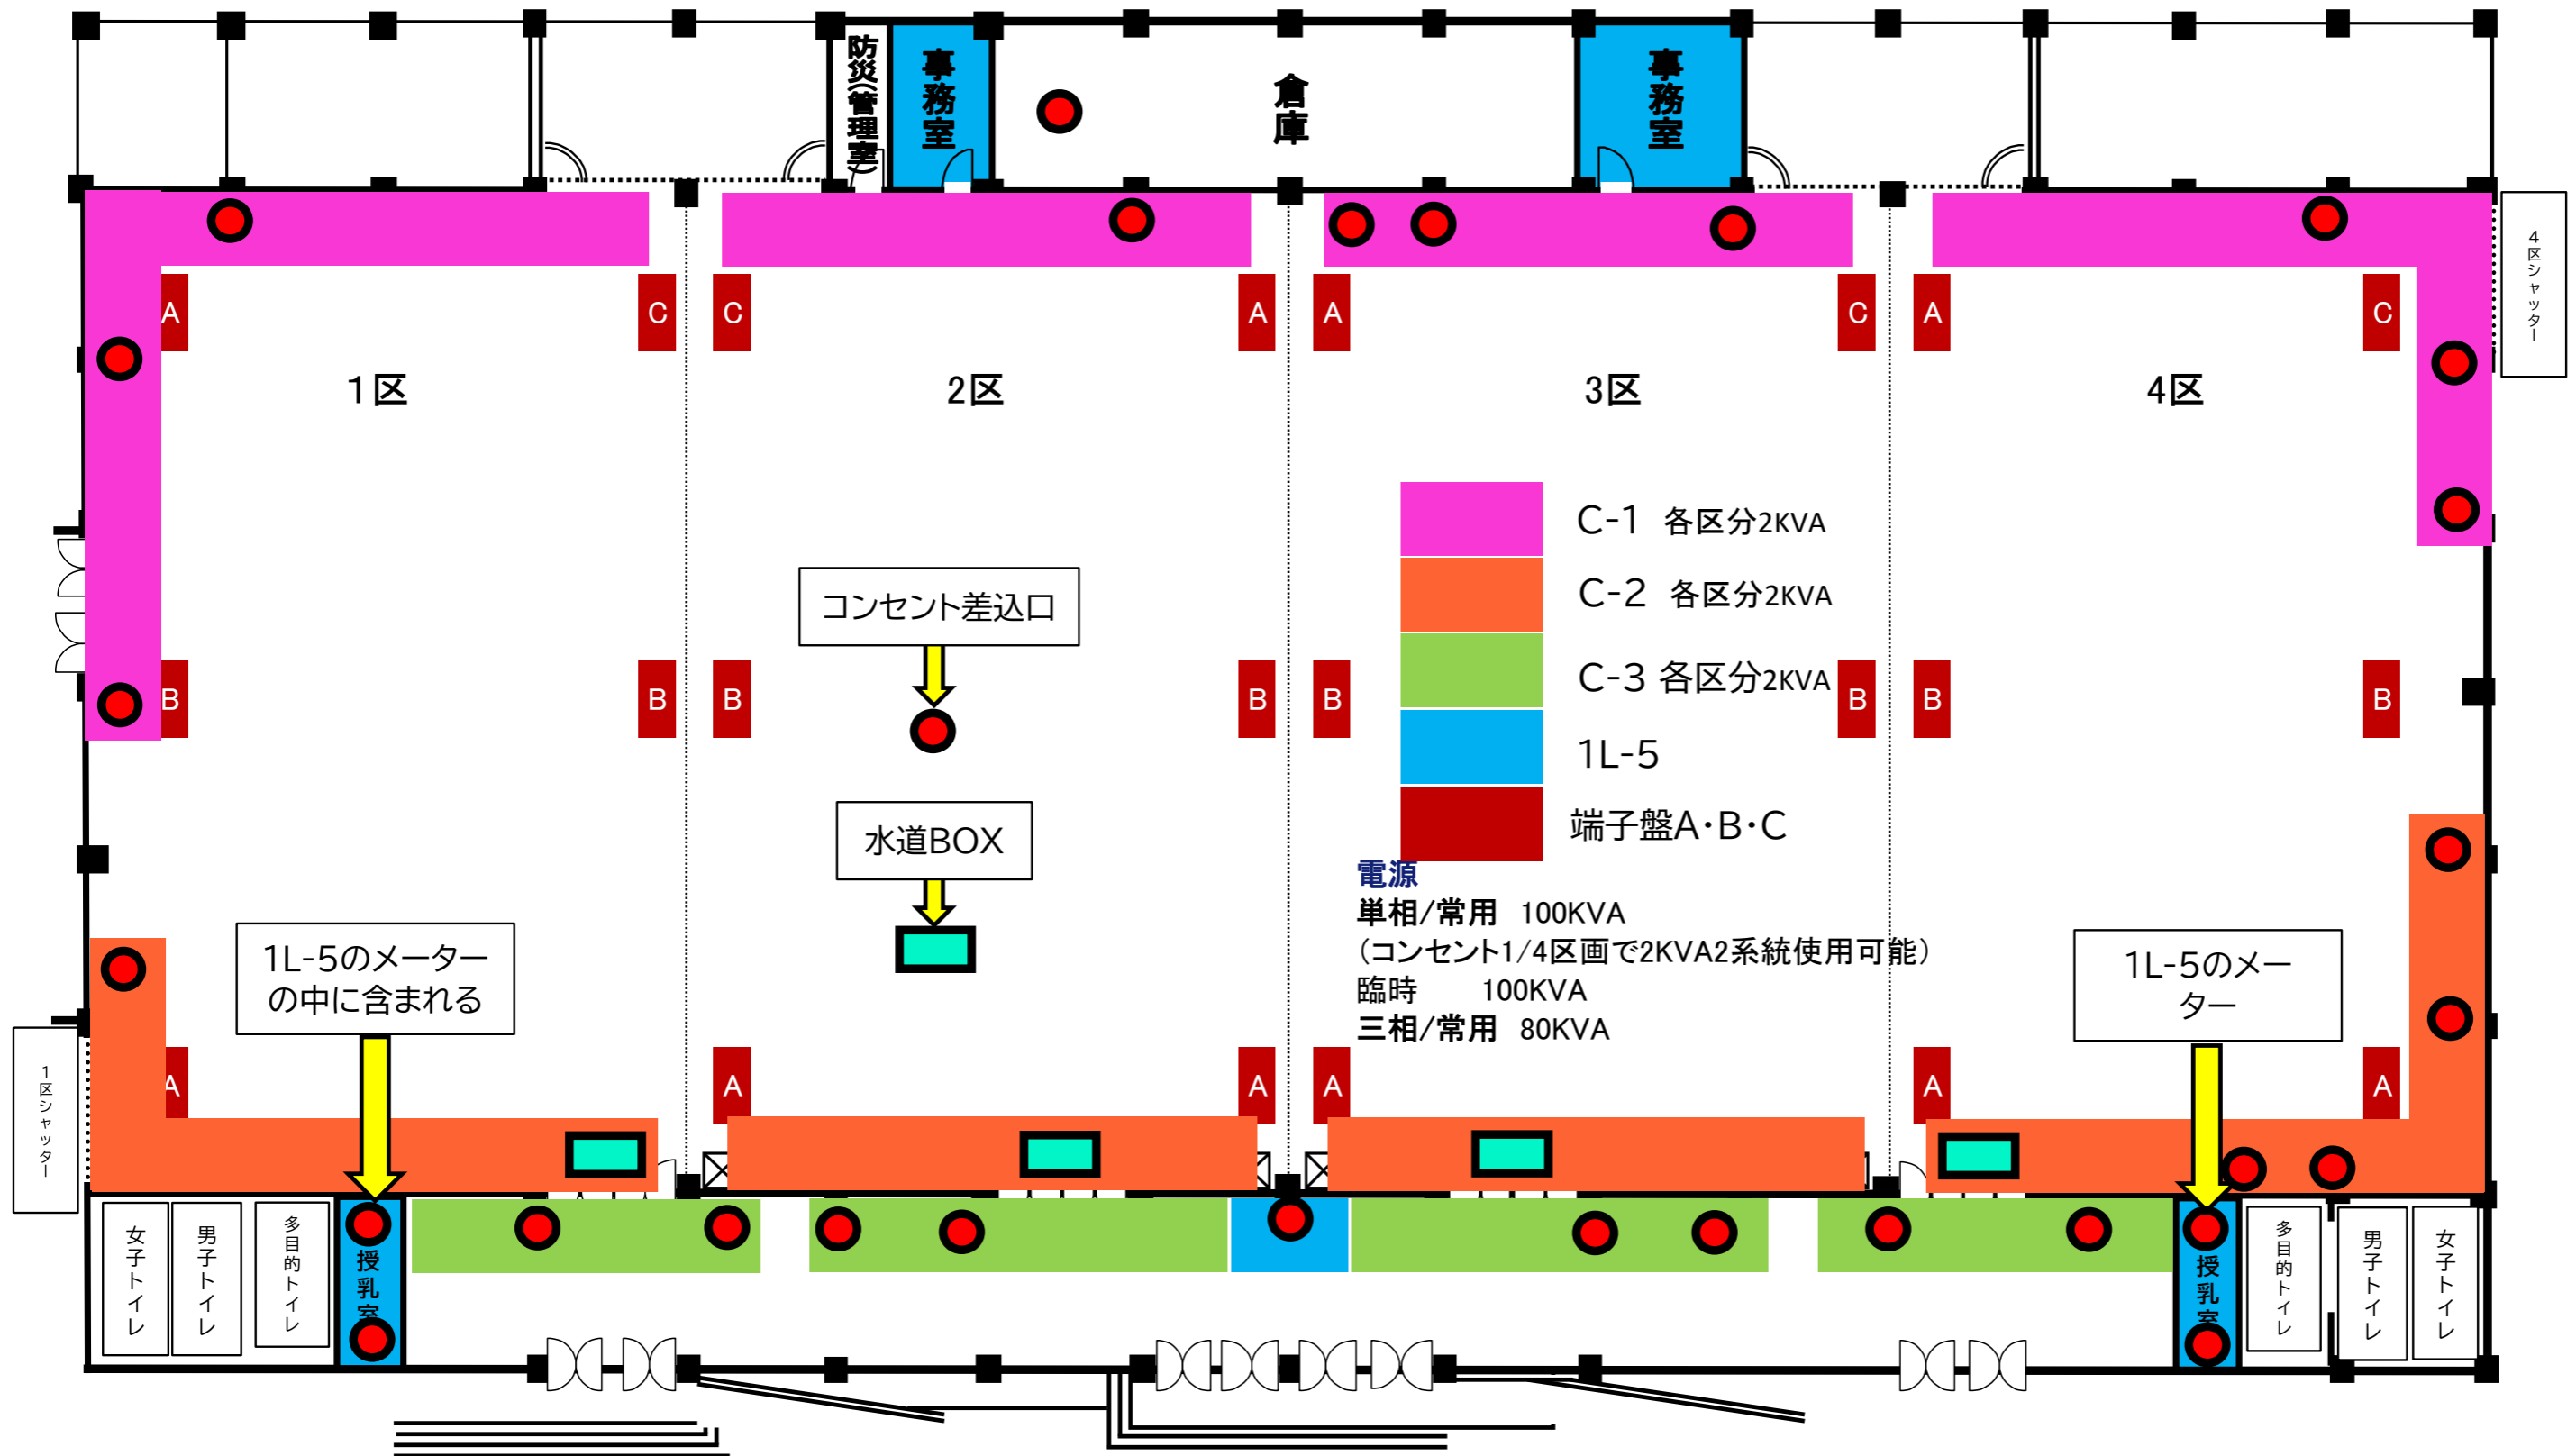 防災(管理室)
事務室
倉庫
事務室
4区シャッター
A
C
C
A
A
C
A
C
1区
2区
3区
4区
C-1 各区分2KVA
C-2 各区分2KVA
C-3 各区分2KVA
1L-5
端子盤A・B・C
コンセント差込口
B
B
B
B
B
B
B
B
水道BOX
電源
単相/常用 100KVA
(コンセント1/4区画で2KVA2系統使用可能)
臨時 100KVA
三相/常用 80KVA
1L-5のメーター
の中に含まれる
1L-5のメー
ター
1区シャッター
A
A
A
A
A
A
女子トイレ
男子トイレ
多目的トイレ
授乳室
授乳室
多目的トイレ
男子トイレ
女子トイレ